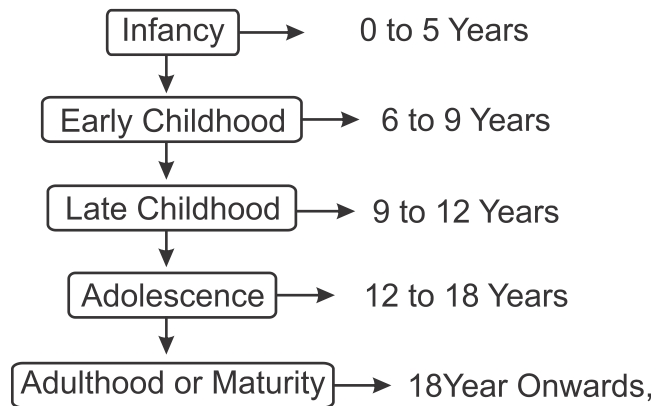 Infancy 0 to 5 Years
Early Childhood 6 to 9 Years
Late Childhood 9 to 12 Years
Adolescence 12 to 18 Years
Adulthood or Maturity 18Year Onwards,